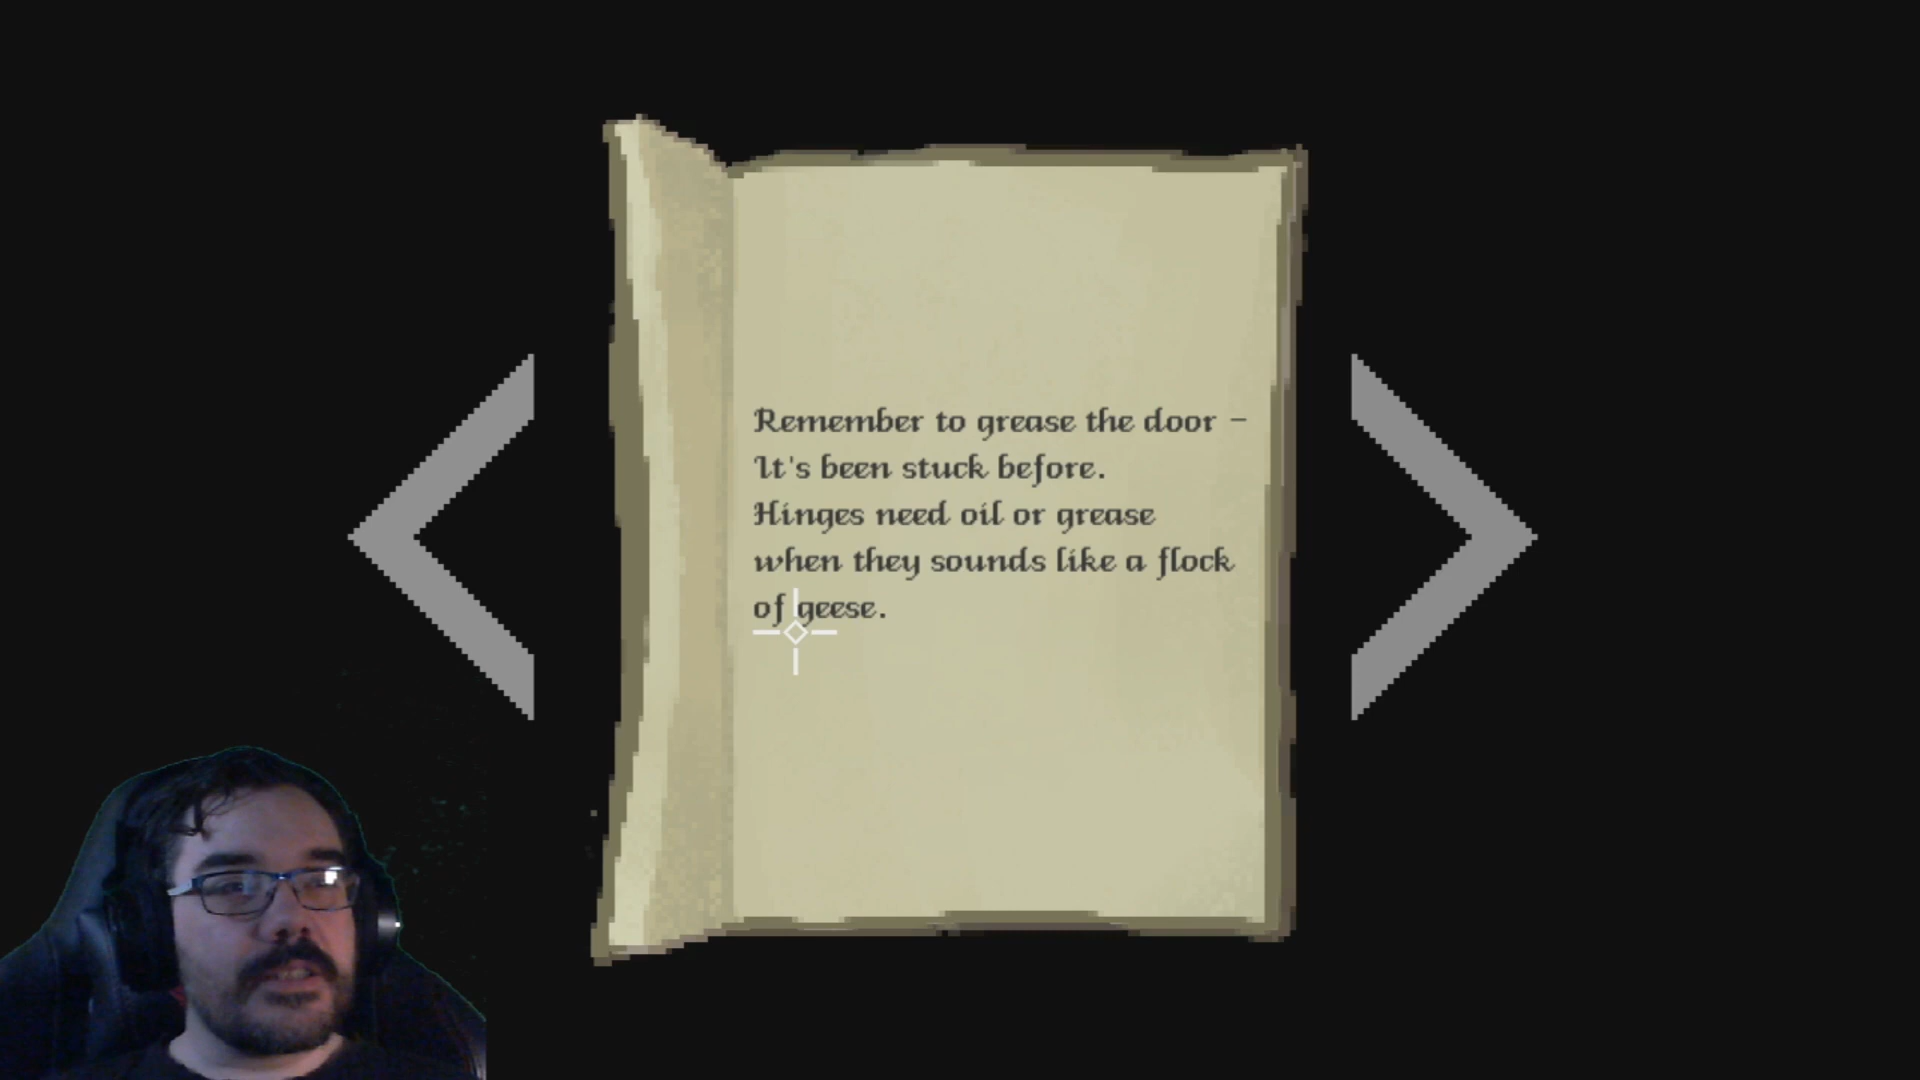 Remember to grease the door -
It's been stuck before.
Hinges need oil or grease
when they sounds like a flock
of geese.